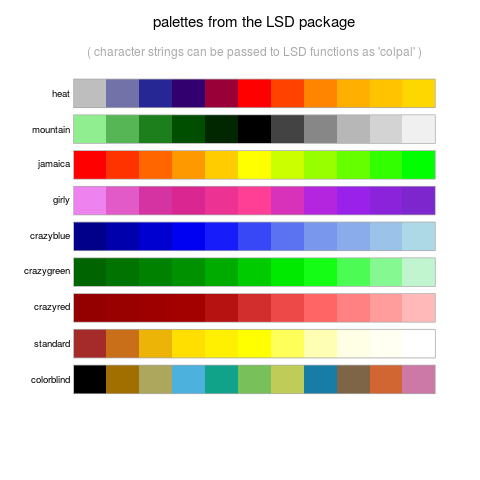 palettes from the LSD package
( character strings can be passed to LSD functions as 'colpal' )
heat
mountain
jamaica
girly
crazyblue
crazygreen
crazyred
standard
colorblind